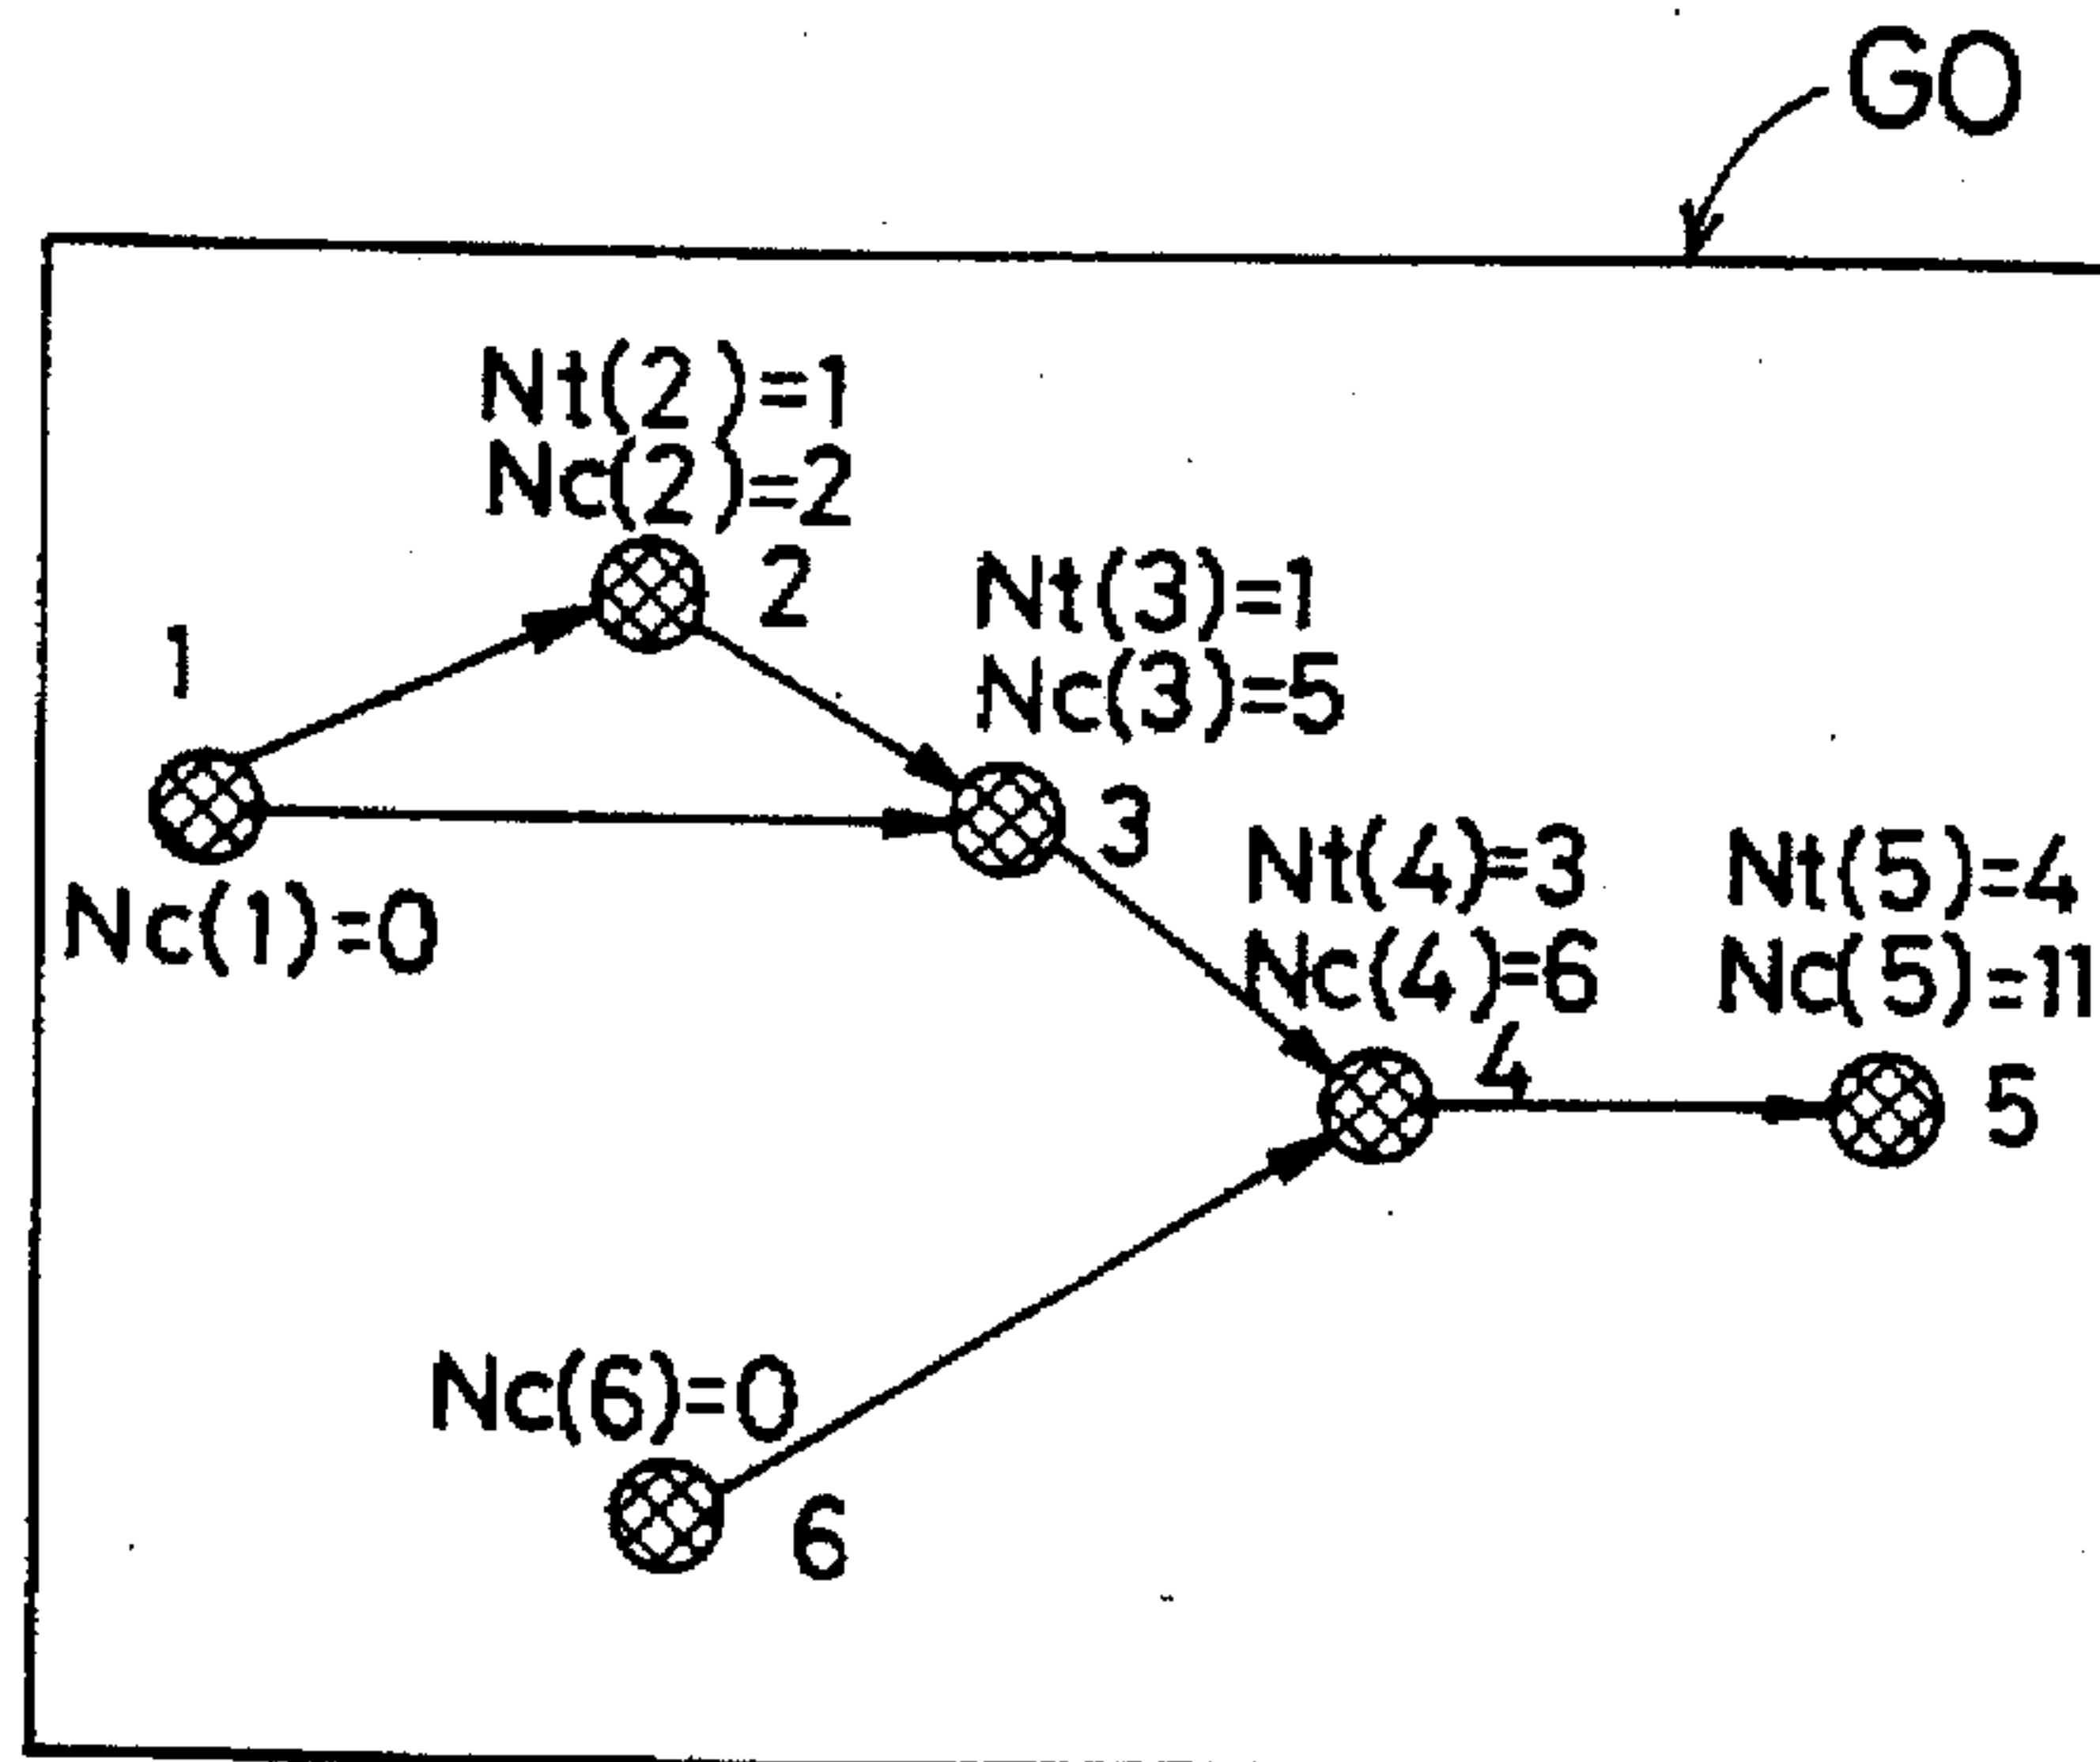 GO
Nt(2)=1
Nc(2)=2
2
Nt(3)=1
Nc(3)=5
1
3
Nc(1)=0
Nt(4)=3
Nc(4)=6
4
Nt(5)=4
Nc(5)=11
5
Nc(6)=0
6